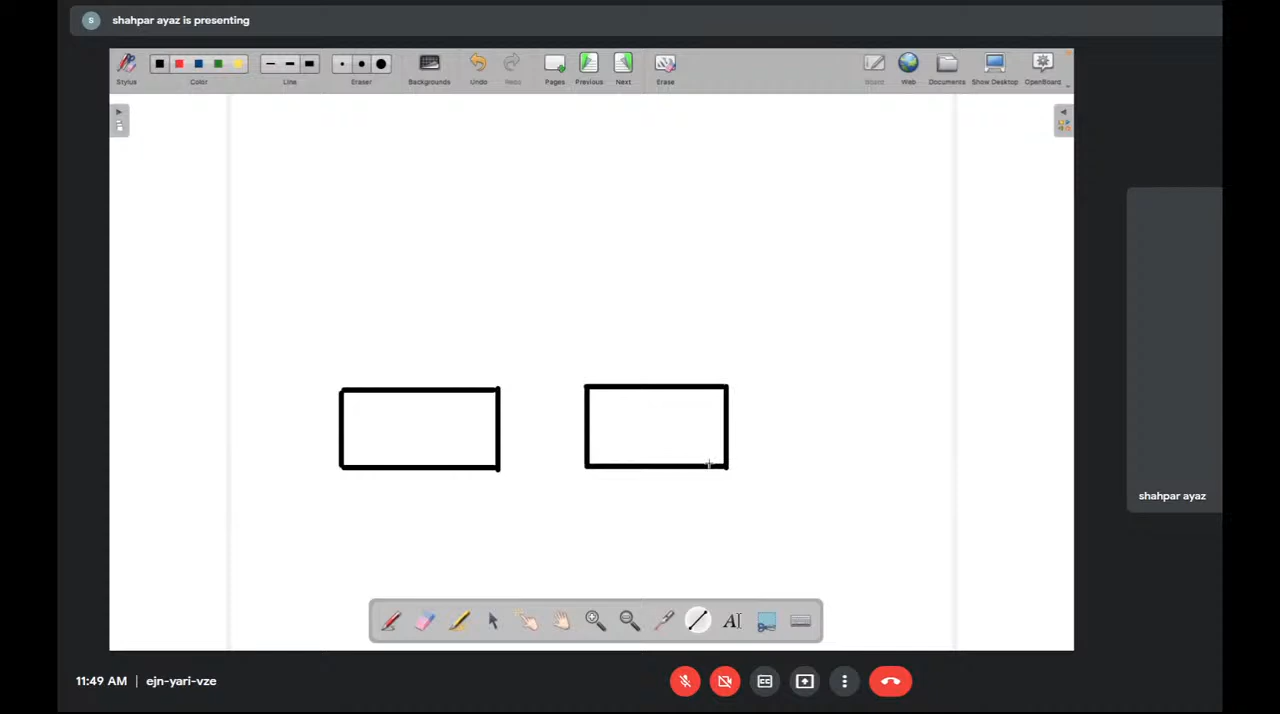 S shahpar ayaz is presenting
Stylus Color Line Eraser Backgrounds Undo Redo Pages Previous Next Erase Board Web Documents Show Desktop OpenBoard
shahpar ayaz
11:49 AM | ejn-yari-vze